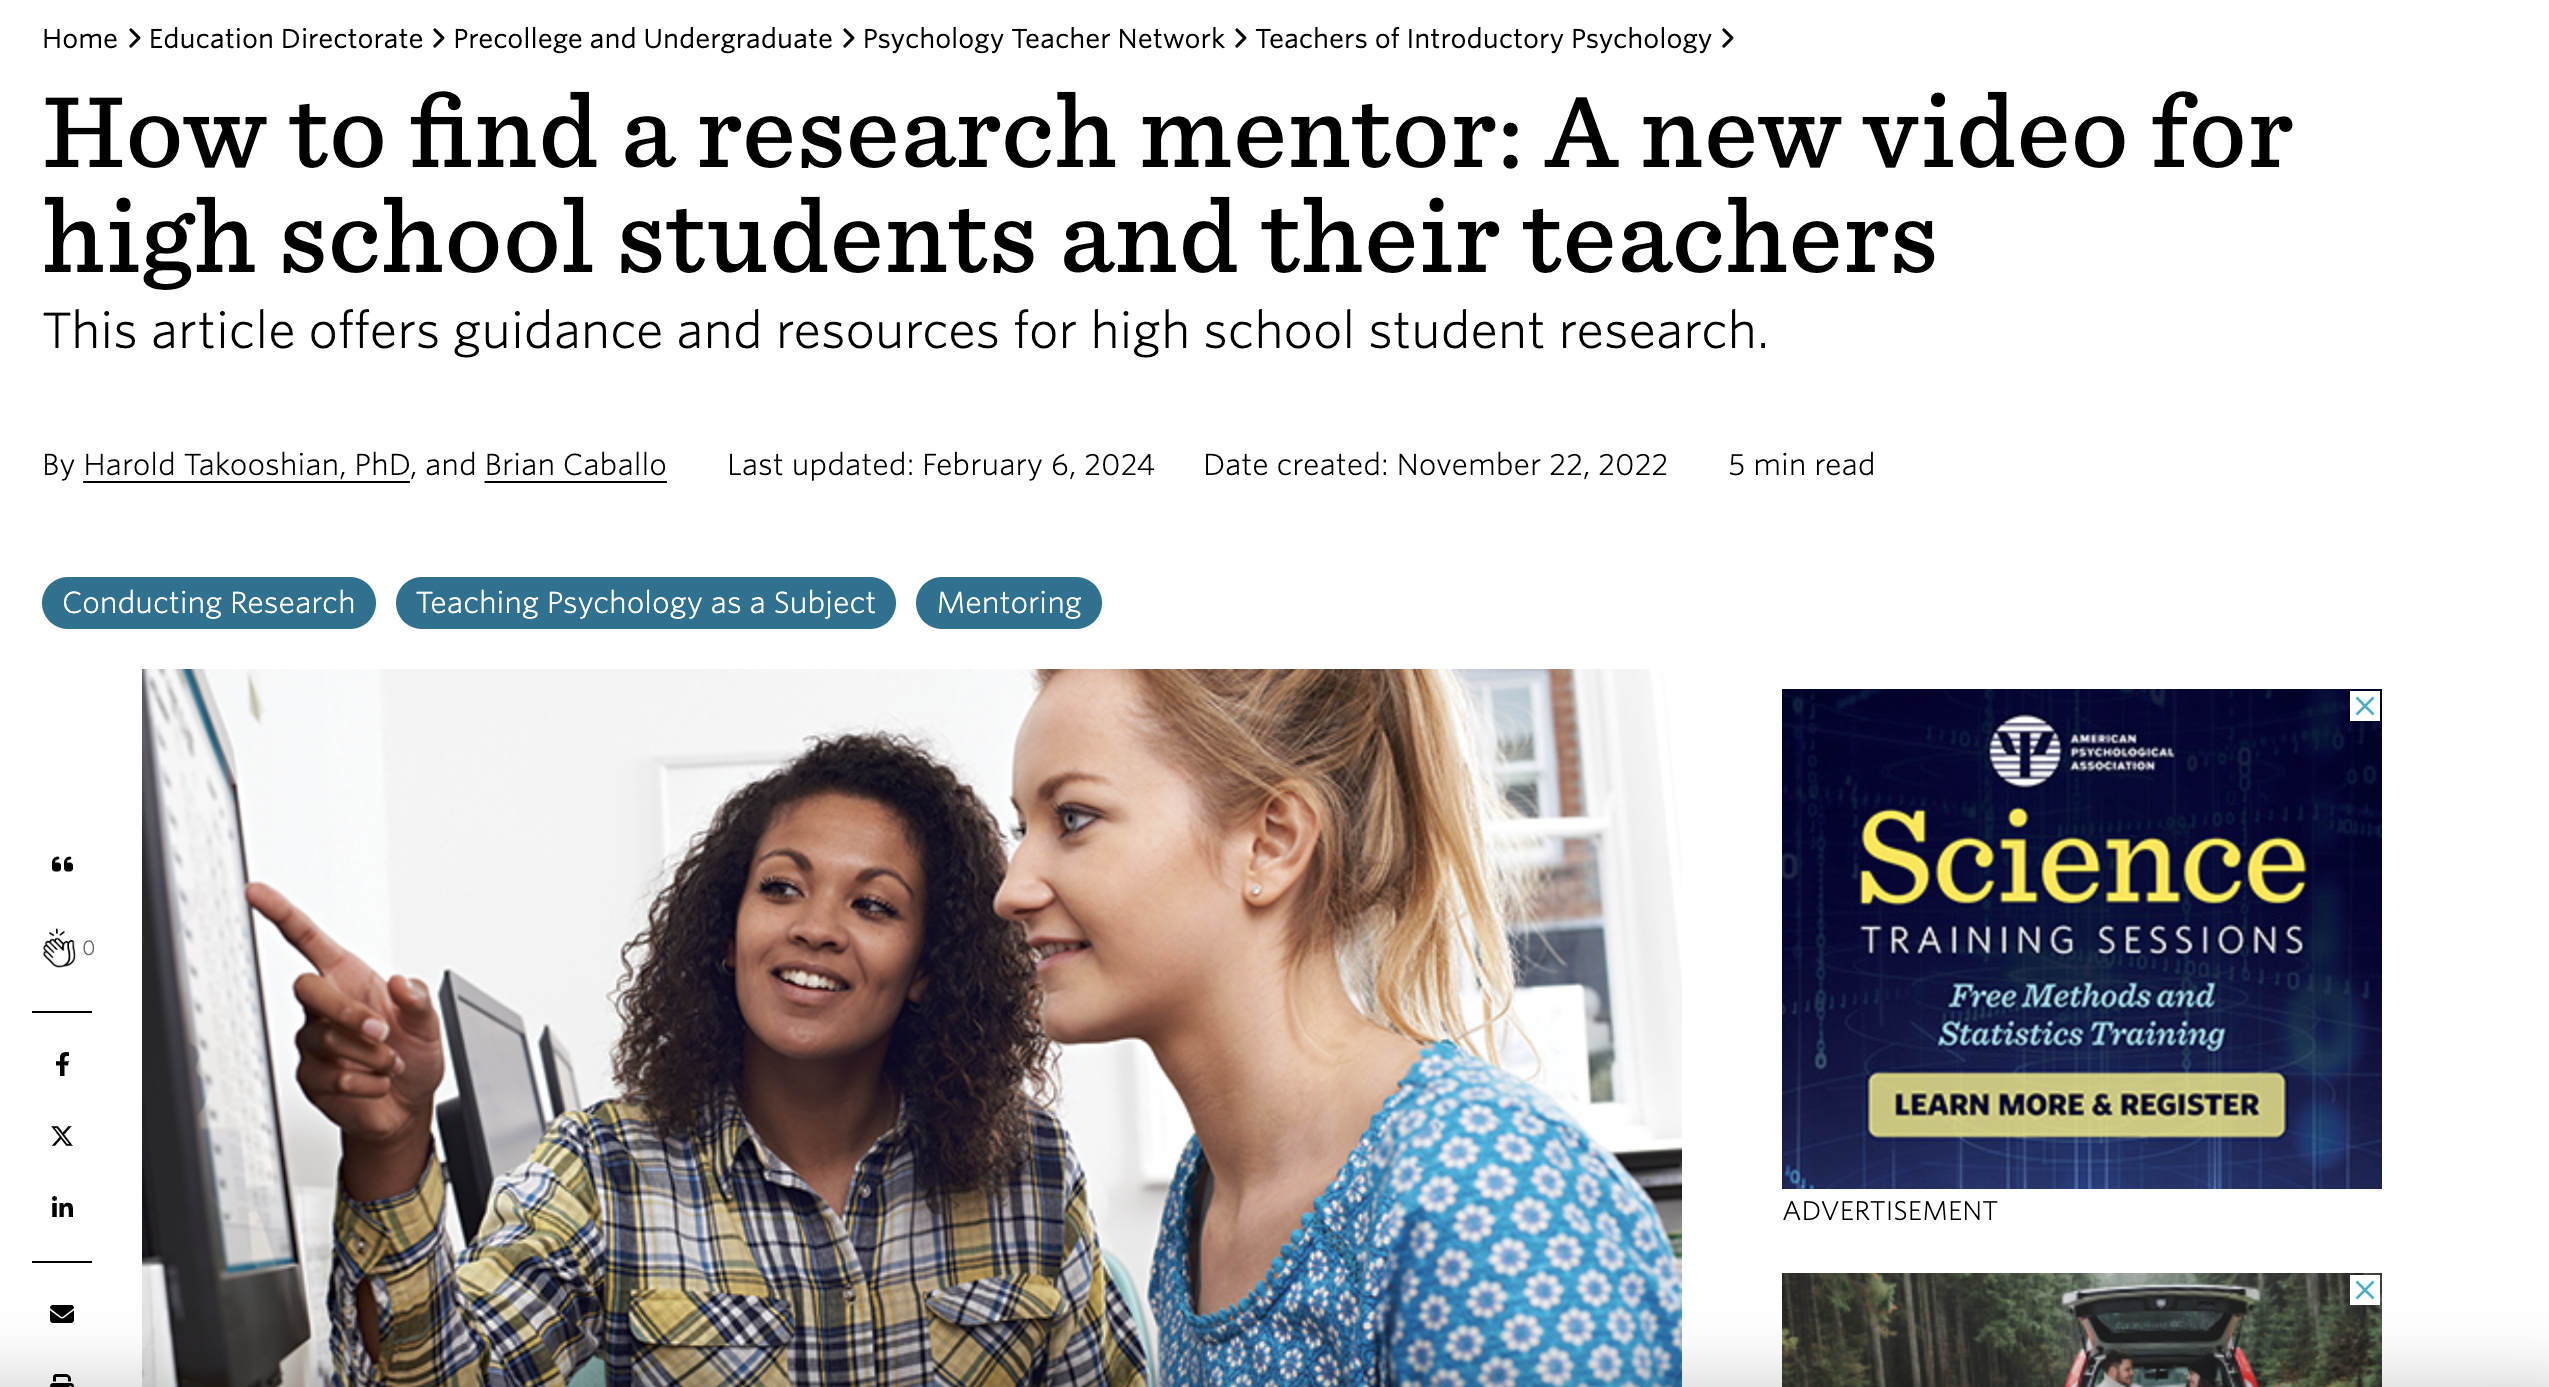 Home > Education Directorate > Precollege and Undergraduate > Psychology Teacher Network > Teachers of Introductory Psychology >
How to find a research mentor: A new video for
high school students and their teachers
This article offers guidance and resources for high school student research.
By Harold Takooshian, PhD, and Brian Caballo Last updated: February 6, 2024 Date created: November 22, 2022 5 min read
Conducting Research Teaching Psychology as a Subject Mentoring
0
AMERICAN
PSYCHOLOGICAL
ASSOCIATION
Science
TRAINING SESSIONS
Free Methods and
Statistics Training
LEARN MORE & REGISTER
ADVERTISEMENT